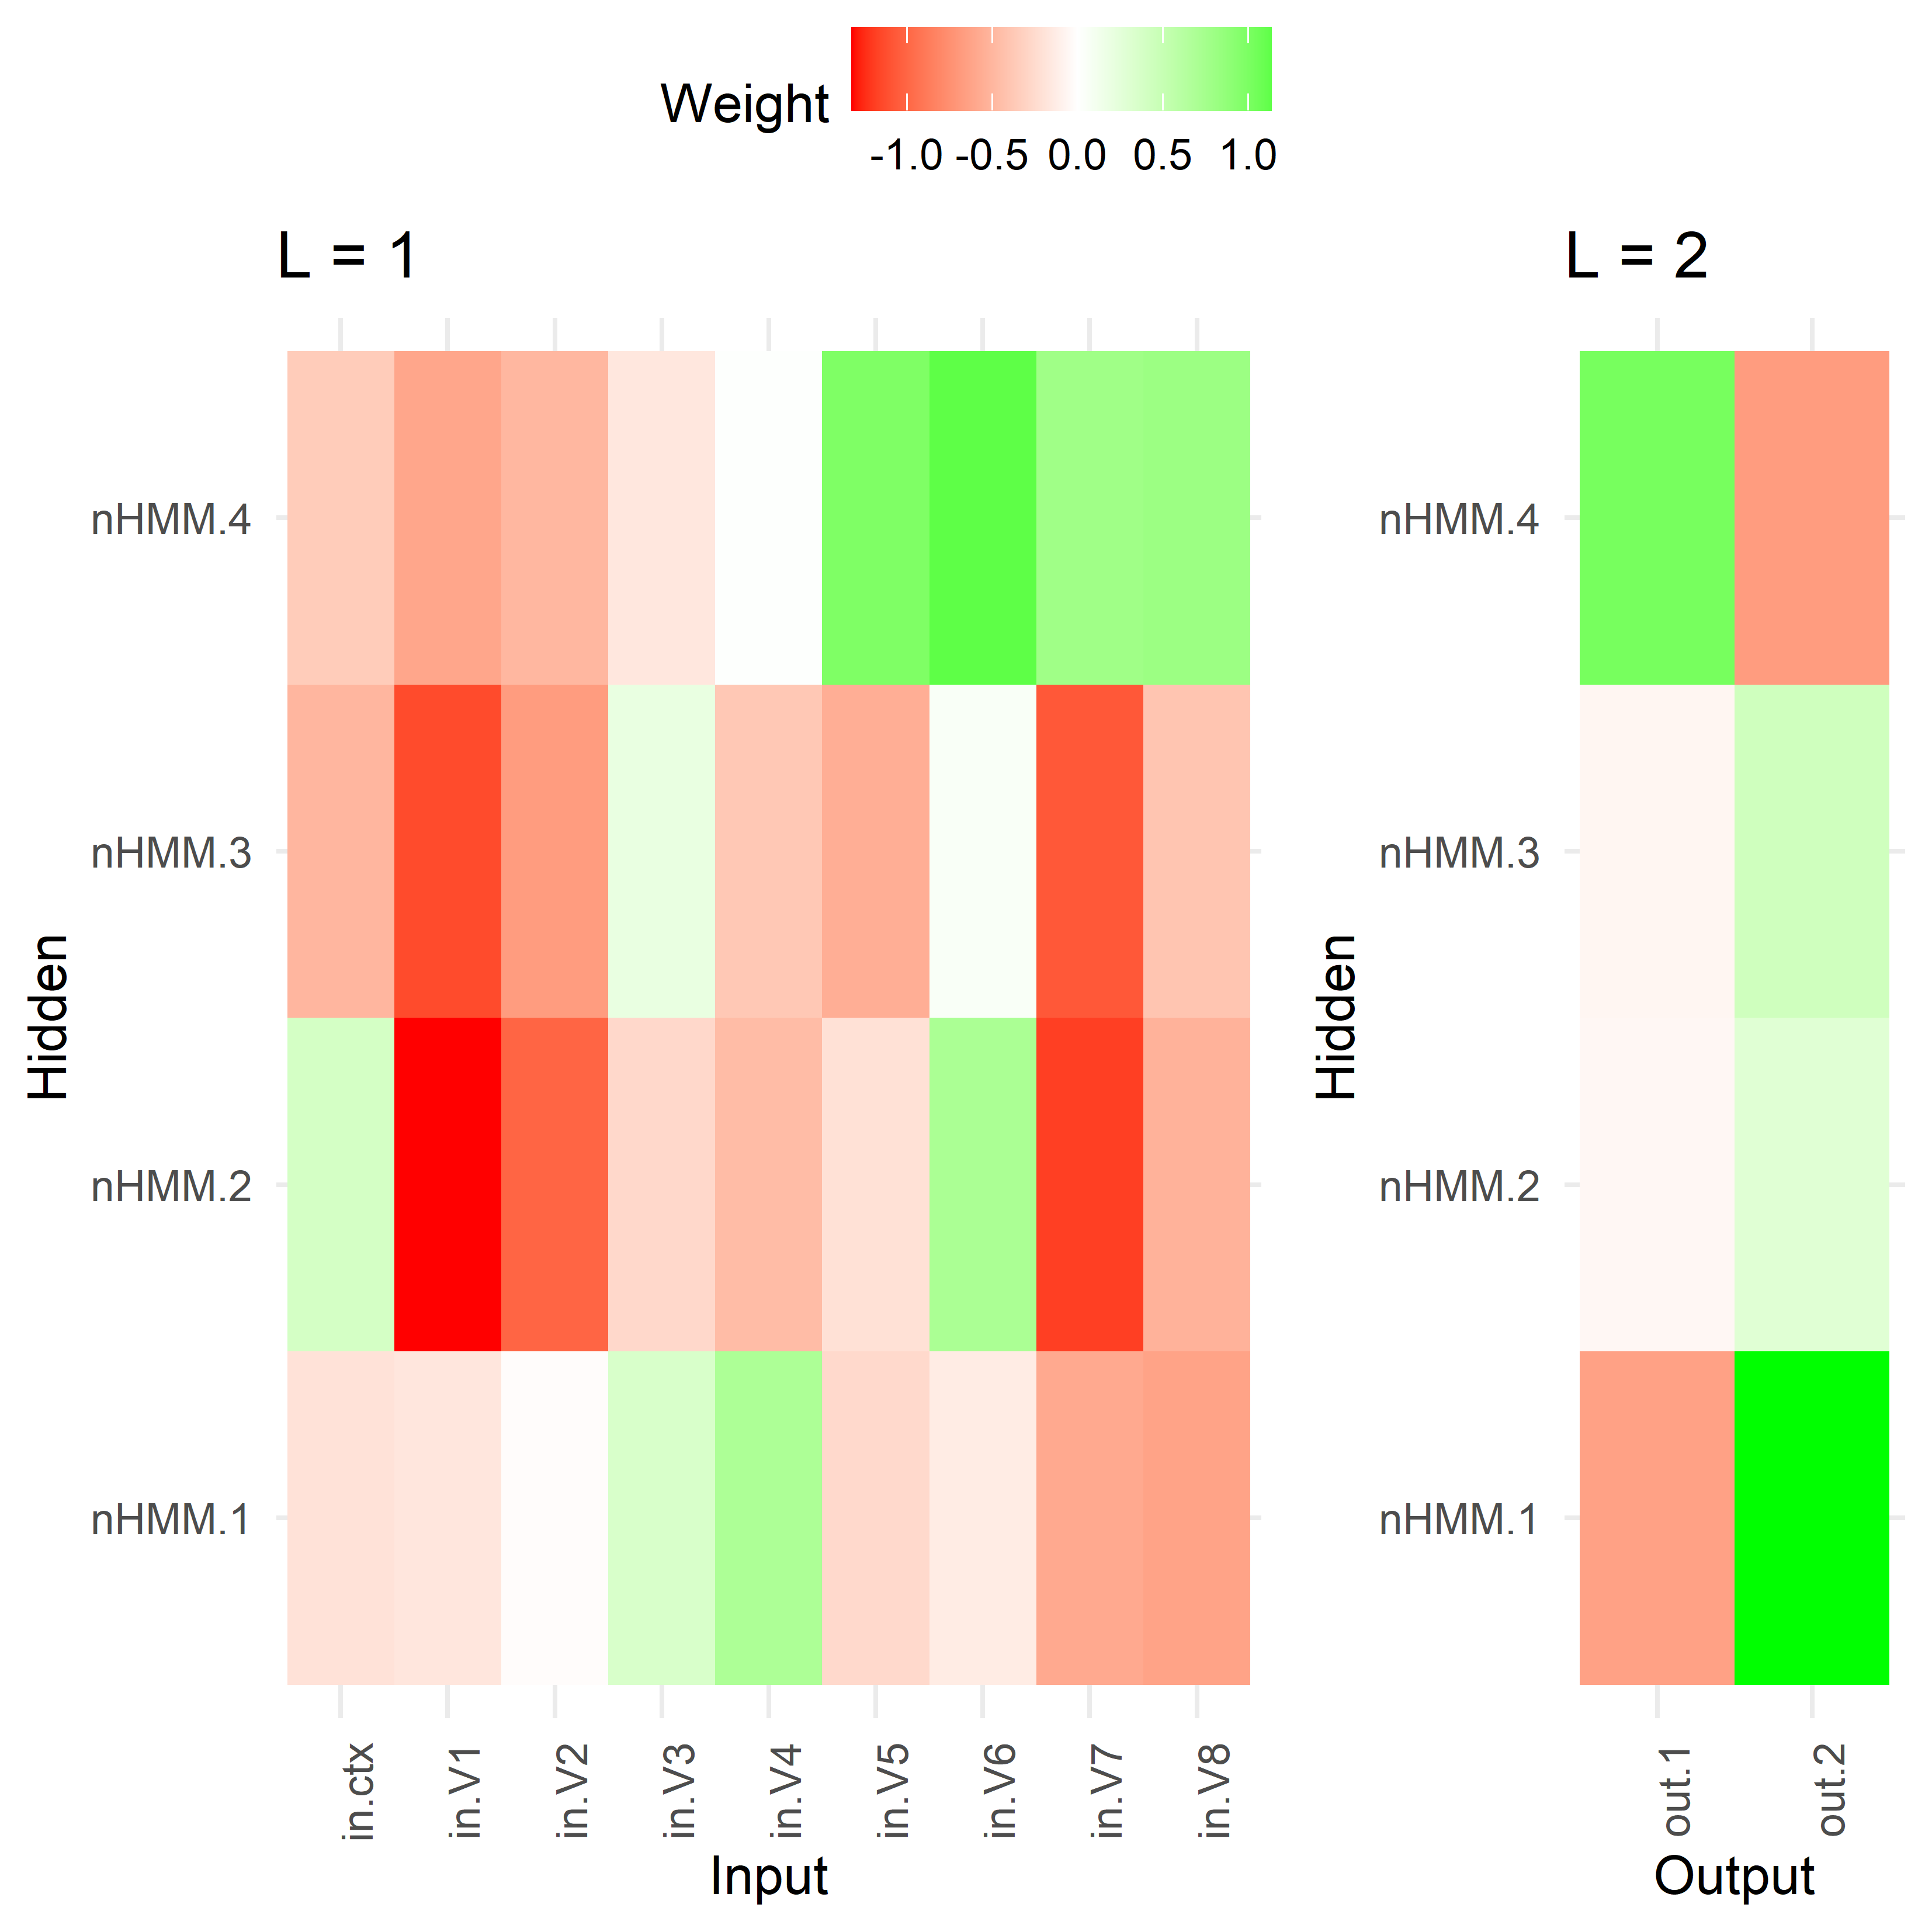 Weight
-1.0 -0.5 0.0 0.5 1.0
L = 1
L = 2
Hidden
nHMM.4
nHMM.3
nHMM.2
nHMM.1
in.ctx in.V1 in.V2 in.V3 in.V4 in.V5 in.V6 in.V7 in.V8
Input
Hidden
nHMM.4
nHMM.3
nHMM.2
nHMM.1
out.1 out.2
Output